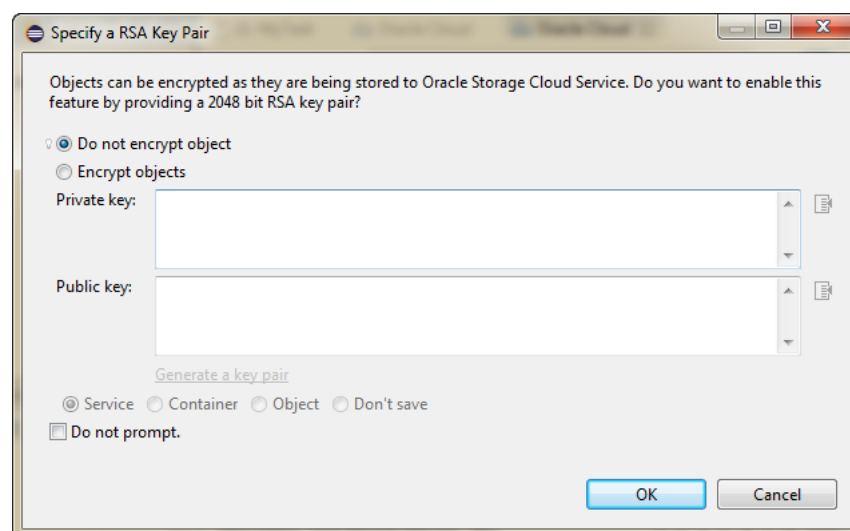 Specify a RSA Key Pair
Objects can be encrypted as they are being stored to Oracle Storage Cloud Service. Do you want to enable this
feature by providing a 2048 bit RSA key pair?
Do not encrypt object
Encrypt objects
Private key:
Public key:
Generate a key pair
Service Container Object Don't save
Do not prompt.
OK Cancel